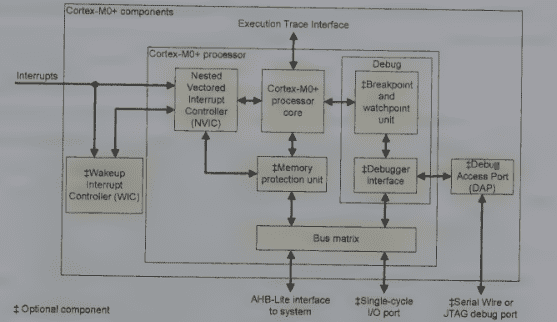 Cortex-M0+ components
Execution Trace Interface
Cortex-M0+ processor
Debug
Interrupts
Nested
Vectored
Interrupt
Controller
(NVIC)
Cortex-M0+
processor
core
‡Breakpoint
and
watchpoint
unit
‡Wakeup
Interrupt
Controller (WIC)
‡Memory
protection unit
‡Debugger
interface
‡Debug
Access Port
(DAP)
Bus matrix
‡ Optional component
AHB-Lite interface
to system
‡Single-cycle
I/O port
‡Serial Wire or
JTAG debug port